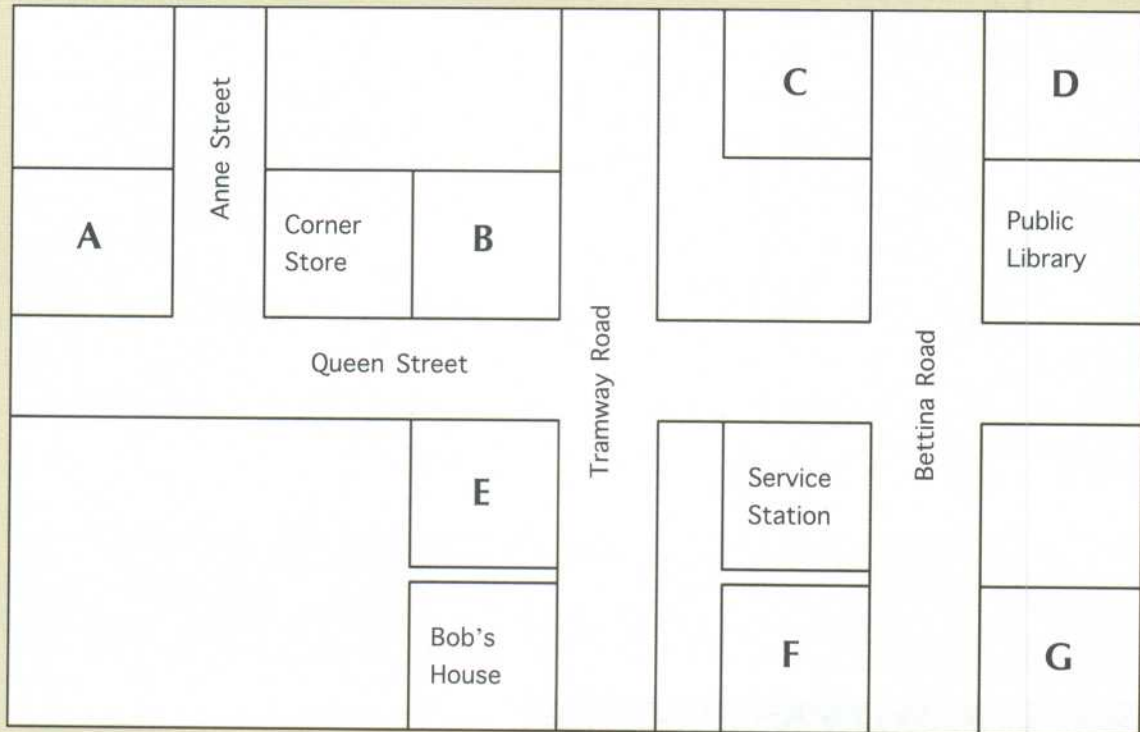 C
D
Anne Street
A
Corner
Store
B
Public
Library
Queen Street
Tramway Road
Bettina Road
E
Service
Station
Bob's
House
F
G